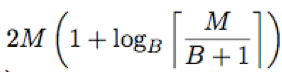 2M (1 + log_B ⌈M / (B + 1)⌉)